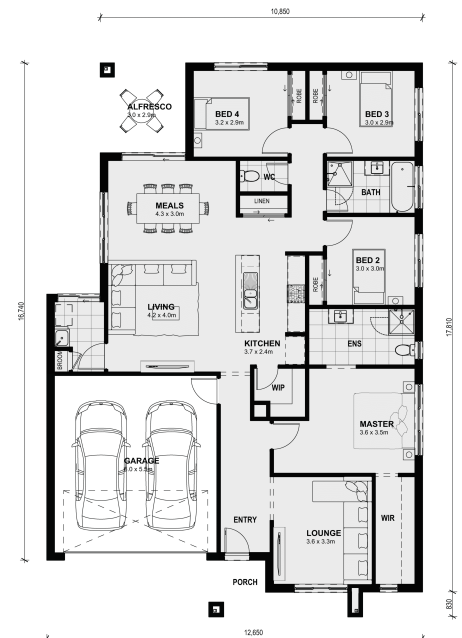 10,850
ALFRESCO
3.0 x 2.9m
BED 4
3.2 x 2.9m
ROBE
ROBE
BED 3
3.0 x 2.9m
WC
BATH
LINEN
MEALS
4.3 x 3.0m
BED 2
3.0 x 3.0m
ROBE
LIVING
4.2 x 4.0m
16,740
17,810
KITCHEN
3.7 x 2.4m
ENS
BROOM
WIP
MASTER
3.6 x 3.5m
GARAGE
6.0 x 5.5m
ENTRY
LOUNGE
3.6 x 3.3m
WIR
PORCH
830
12,650